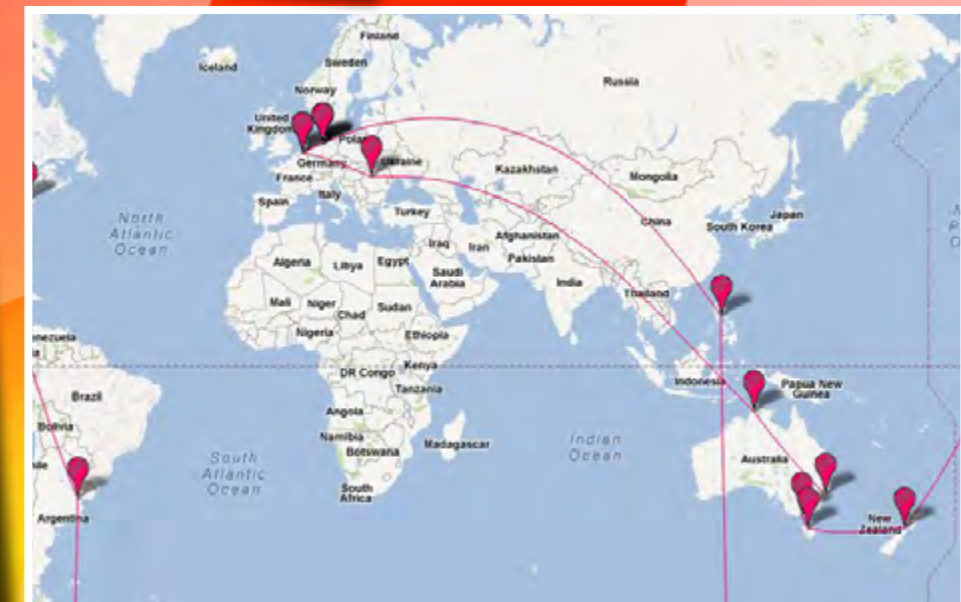 Finland
Iceland
Sweden
Russia
Norway
United
Kingdom
Ukraine
Germany
France
Kazakhstan
Mongolia
Spain
Italy
Turkey
China
Japan
South Korea
North
Atlantic
Ocean
Afghanistan
Iraq
Iran
Pakistan
Algeria
Libya
Egypt
Saudi
Arabia
India
Thailand
Mali
Niger
Chad
Sudan
Nigeria
Ethiopia
enezuela
Kenya
DR Congo
Tanzania
Indonesia
Papua New
Guinea
Brazil
Angola
Bolivia
Namibia
Botswana
Madagascar
Indian
Ocean
South
Atlantic
Ocean
Australia
South
Africa
Argentina
New
Zealand